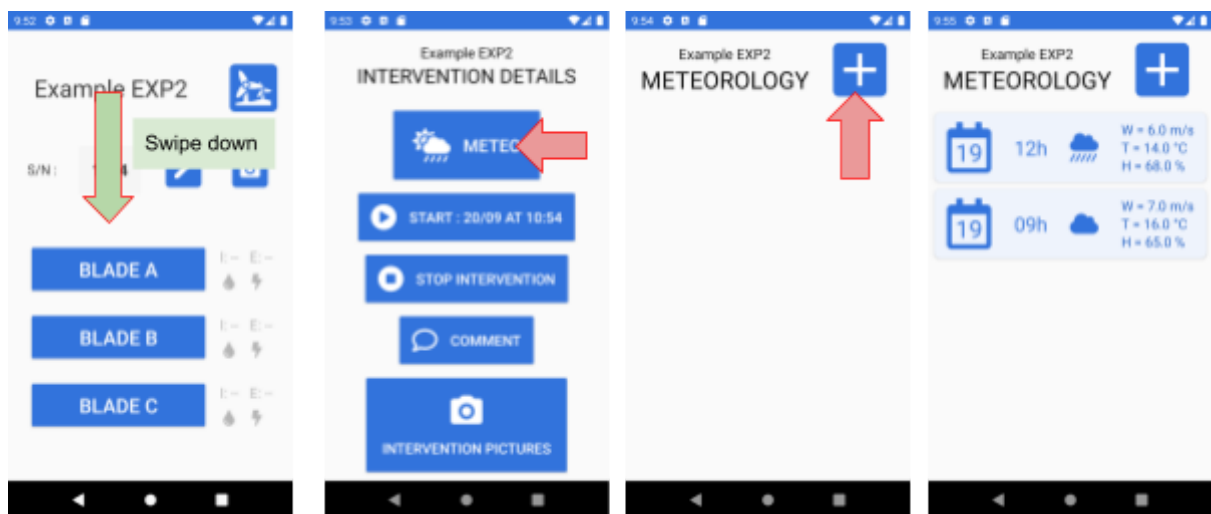 9:52
Example EXP2
Swipe down
S/N :
BLADE A
I: – E: –
BLADE B
I: – E: –
BLADE C
I: – E: –
9:53
Example EXP2
INTERVENTION DETAILS
START : 20/09 AT 10:54
STOP INTERVENTION
COMMENT
INTERVENTION PICTURES
9:54
Example EXP2
METEOROLOGY
9:55
Example EXP2
METEOROLOGY
19
12h
W = 6.0 m/s
T = 14.0 °C
H = 68.0 %
19
09h
W = 7.0 m/s
T = 16.0 °C
H = 65.0 %